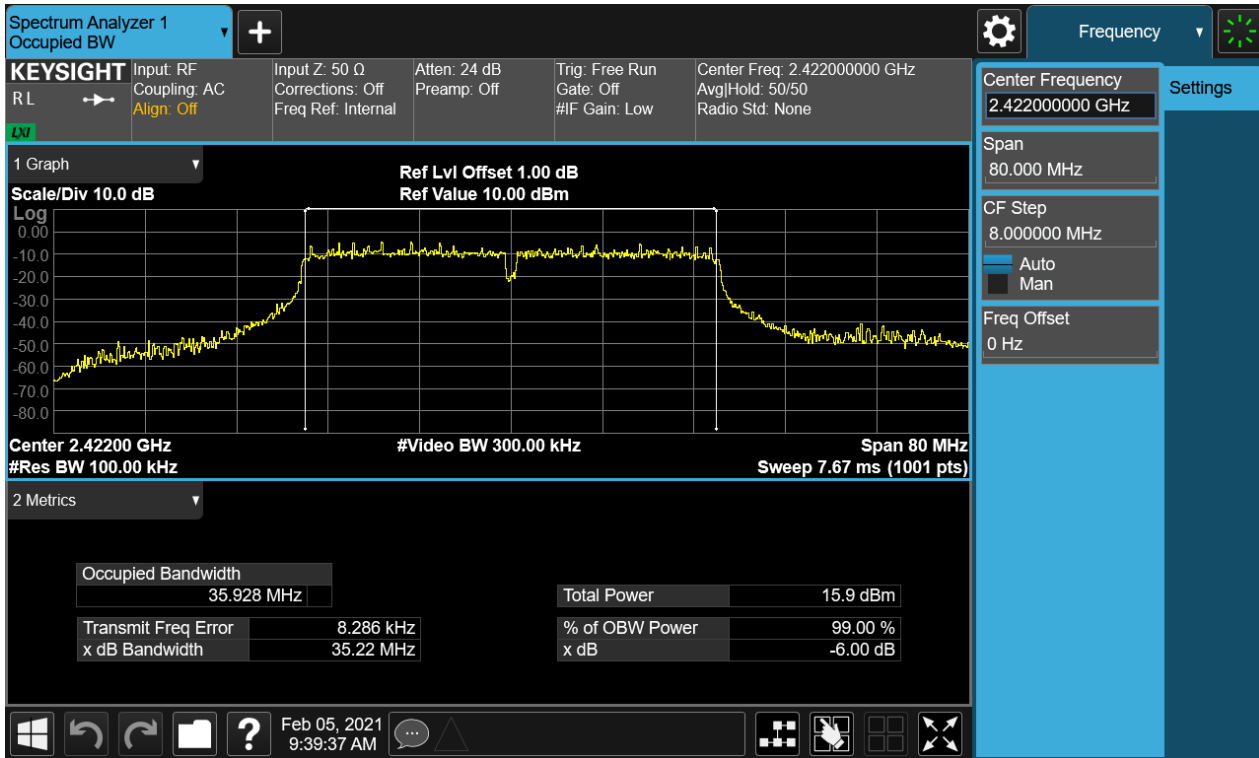 Spectrum Analyzer 1
Occupied BW
+
Frequency
KEYSIGHT
R L
LXI
Input: RF
Coupling: AC
Align: Off
Input Z: 50 Ω
Corrections: Off
Freq Ref: Internal
Atten: 24 dB
Preamp: Off
Trig: Free Run
Gate: Off
#IF Gain: Low
Center Freq: 2.422000000 GHz
Avg|Hold: 50/50
Radio Std: None
Center Frequency
2.422000000 GHz
Settings
Span
80.000 MHz
CF Step
8.000000 MHz
Auto
Man
Freq Offset
0 Hz
1 Graph
Ref Lvl Offset 1.00 dB
Scale/Div 10.0 dB
Ref Value 10.00 dBm
Log
0.00
-10.0
-20.0
-30.0
-40.0
-50.0
-60.0
-70.0
-80.0
Center 2.42200 GHz
#Video BW 300.00 kHz
Span 80 MHz
#Res BW 100.00 kHz
Sweep 7.67 ms (1001 pts)
2 Metrics
Occupied Bandwidth
35.928 MHz
Total Power 15.9 dBm
Transmit Freq Error 8.286 kHz
% of OBW Power 99.00 %
x dB Bandwidth 35.22 MHz
x dB -6.00 dB
?
Feb 05, 2021
9:39:37 AM